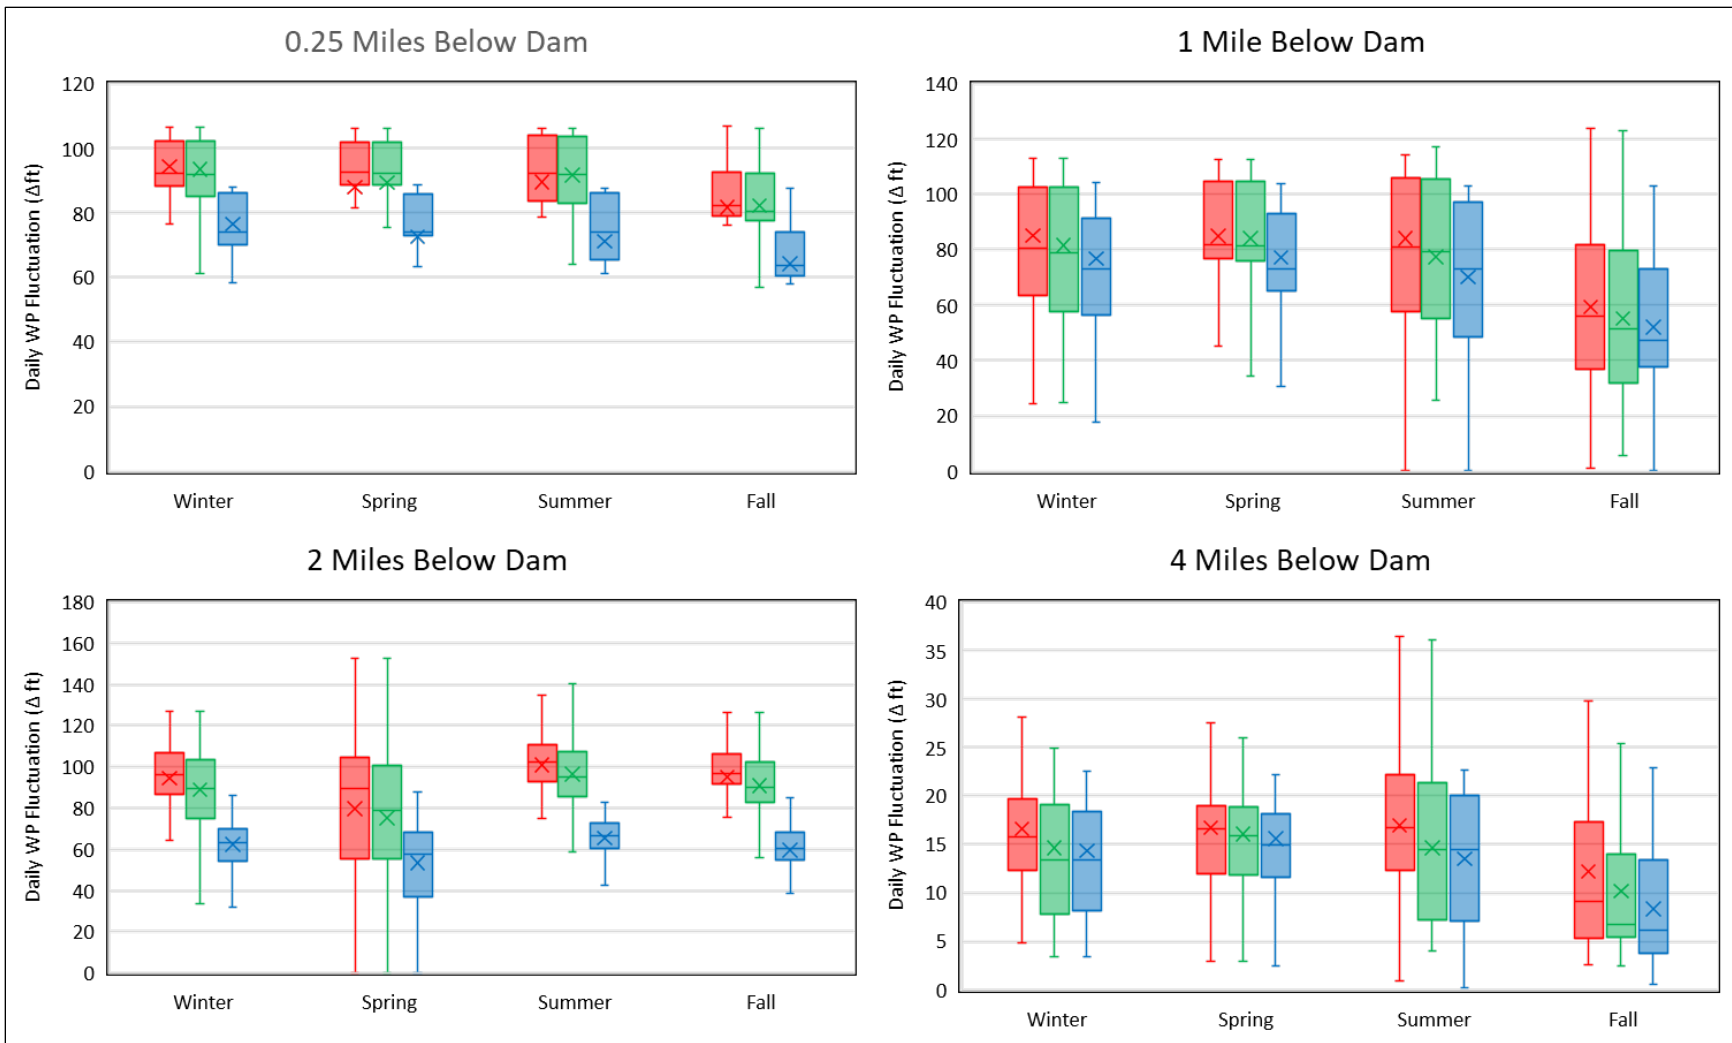 0.25 Miles Below Dam
Daily WP Fluctuation (Δ ft)
120
100
80
60
40
20
0
Winter Spring Summer Fall
1 Mile Below Dam
Daily WP Fluctuation (Δ ft)
140
120
100
80
60
40
20
0
Winter Spring Summer Fall
2 Miles Below Dam
Daily WP Fluctuation (Δ ft)
180
160
140
120
100
80
60
40
20
0
Winter Spring Summer Fall
4 Miles Below Dam
Daily WP Fluctuation (Δ ft)
40
35
30
25
20
15
10
5
0
Winter Spring Summer Fall